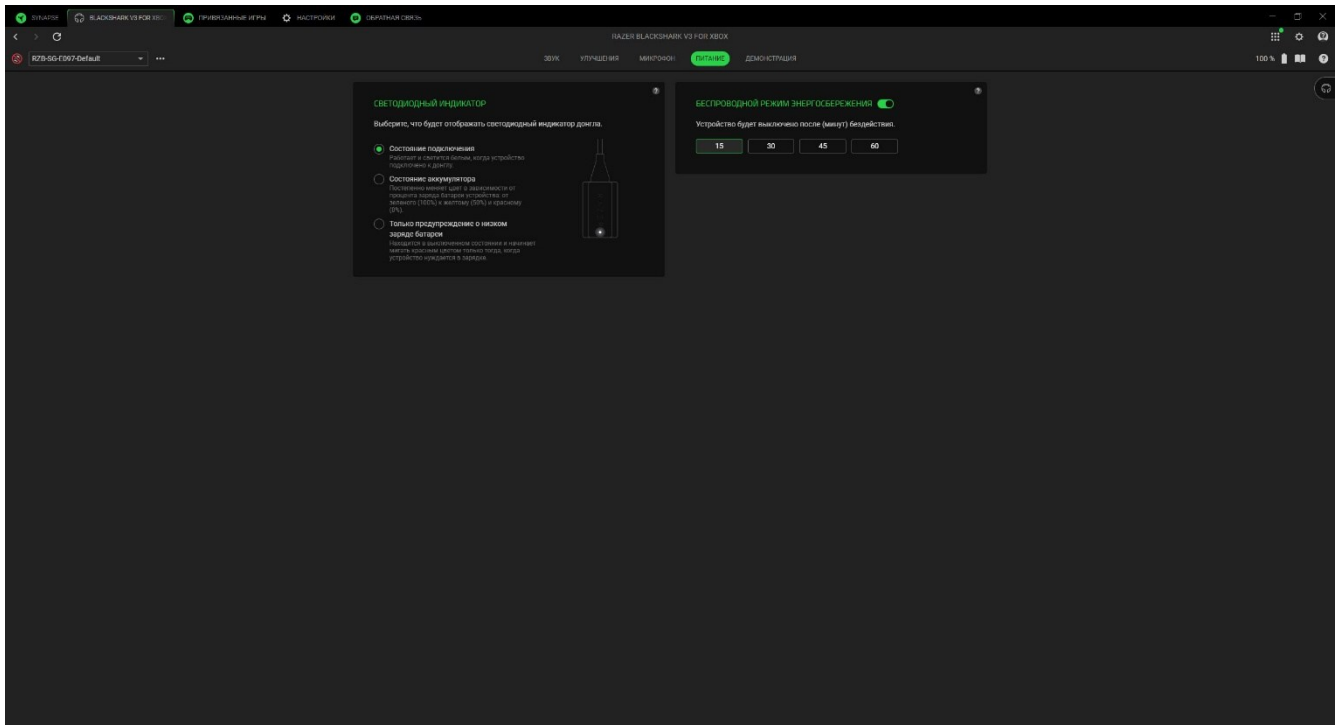 SYNAPSE
BLACKSHARK V3 FOR XBO
ПРИВЯЗАННЫЕ ИГРЫ
НАСТРОЙКИ
ОБРАТНАЯ СВЯЗЬ
RAZER BLACKSHARK V3 FOR XBOX
RZB-SG-E097-Default
ЗВУК
УЛУЧШЕНИЯ
МИКРОФОН
ПИТАНИЕ
ДЕМОНСТРАЦИЯ
100 %
СВЕТОДИОДНЫЙ ИНДИКАТОР
Выберите, что будет отображать светодиодный индикатор донгла.
Состояние подключения
Работает и светится белым, когда устройство
подключено к донглу.
Состояние аккумулятора
Постепенно меняет цвет в зависимости от
процента заряда батареи устройства: от
зеленого (100%) к желтому (50%) и красному
(0%).
Только предупреждение о низком
заряде батареи
Находится в выключенном состоянии и начинает
мигать красным цветом только тогда, когда
устройство нуждается в зарядке.
БЕСПРОВОДНОЙ РЕЖИМ ЭНЕРГОСБЕРЕЖЕНИЯ
Устройство будет выключено после (минут) бездействия.
15
30
45
60